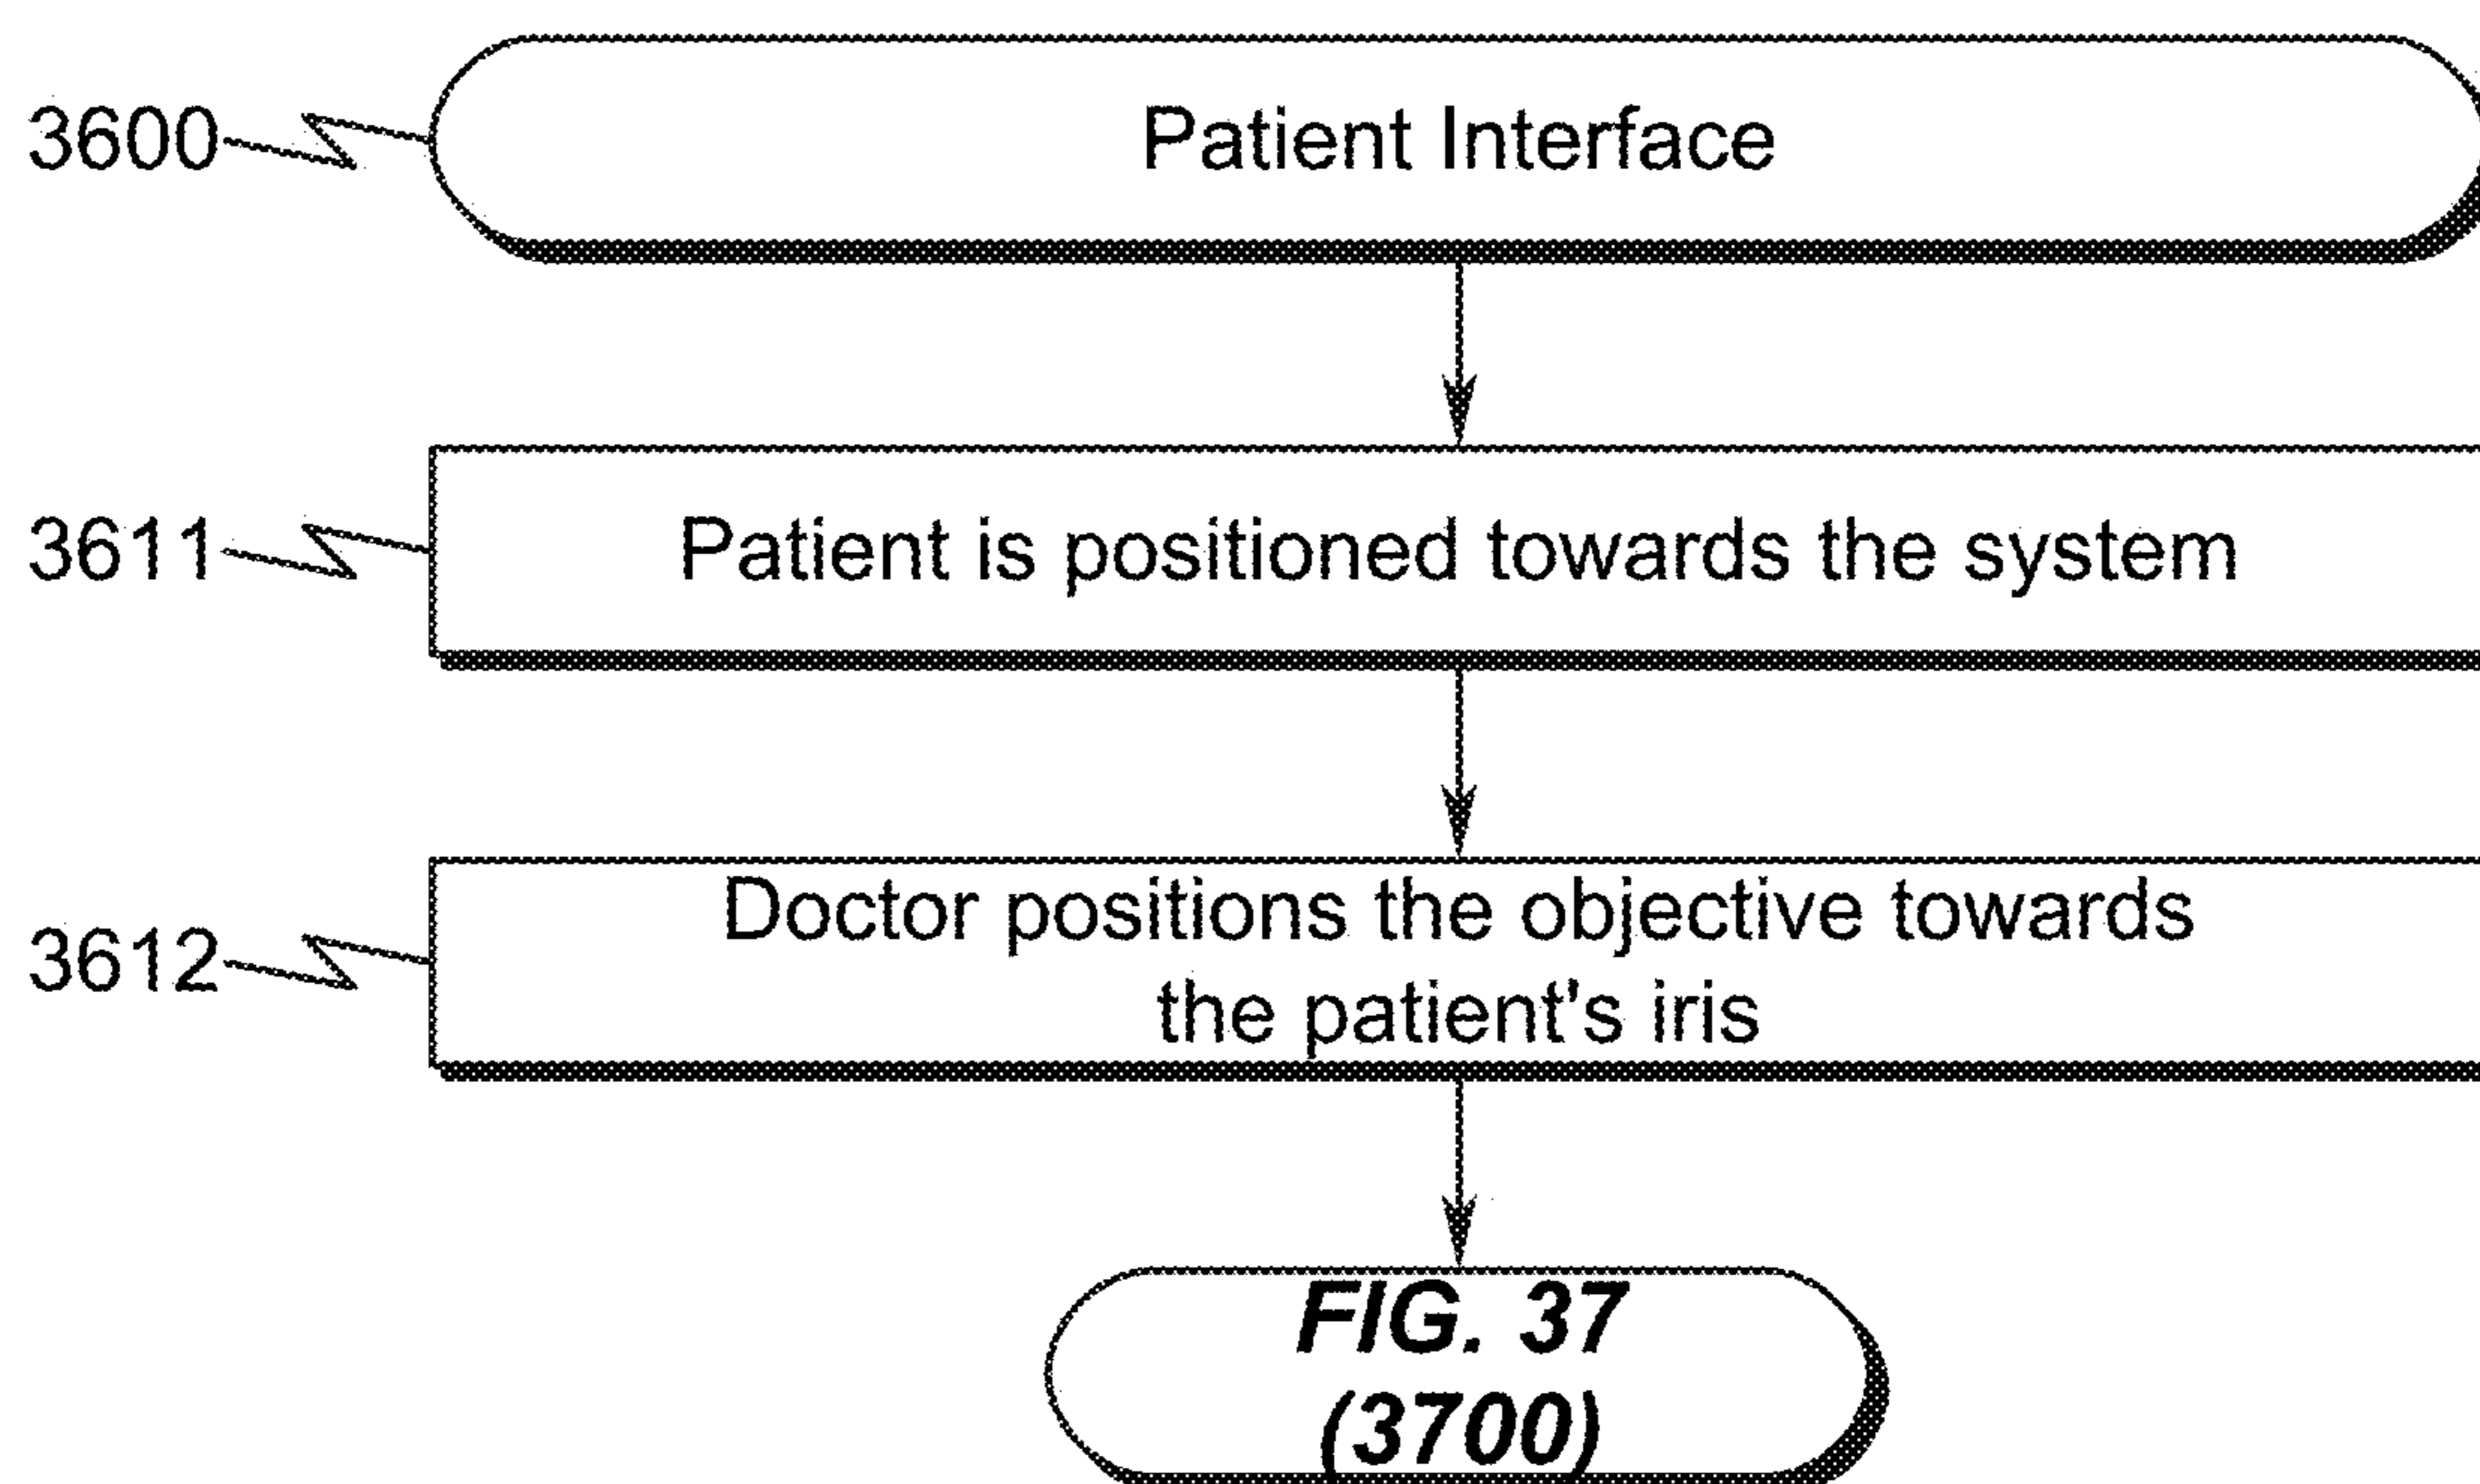 3600
Patient Interface
3611
Patient is positioned towards the system
3612
Doctor positions the objective towards
the patient's iris
FIG. 37
(3700)